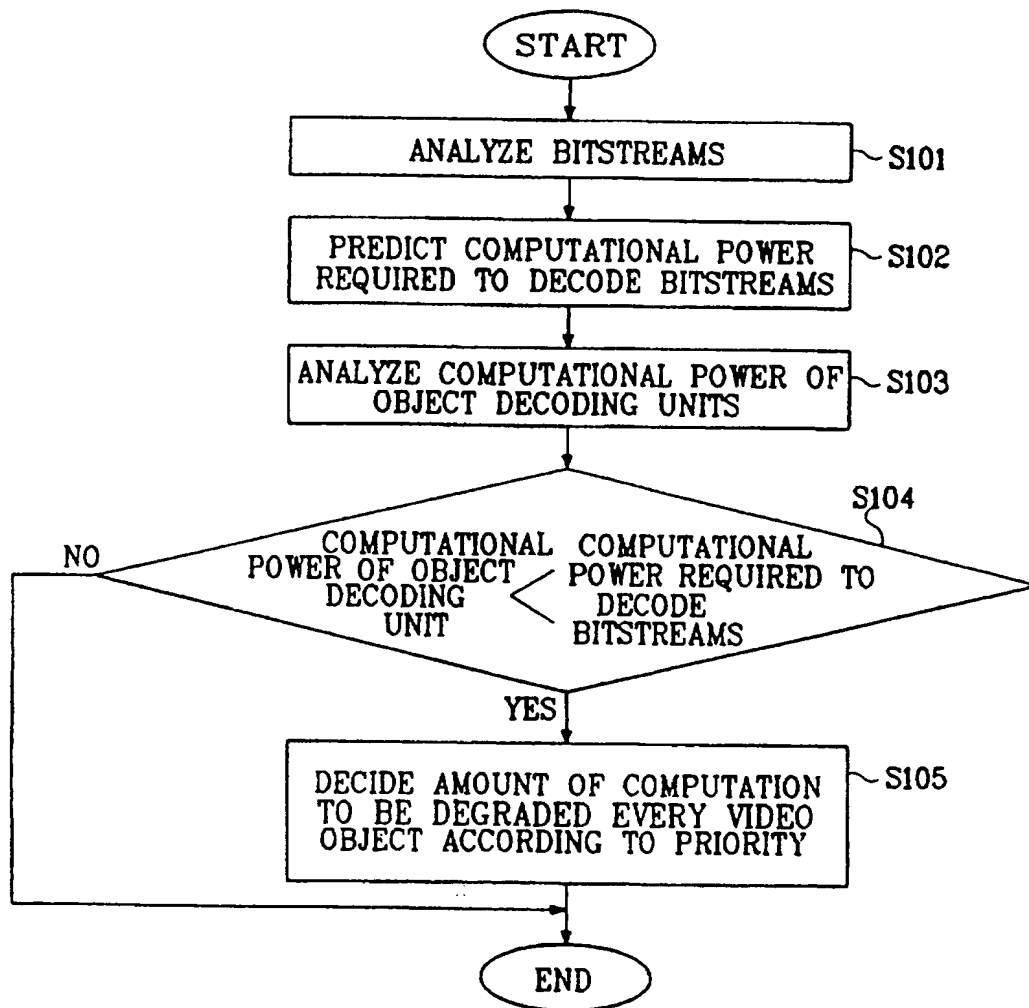 START
ANALYZE BITSTREAMS
S101
PREDICT COMPUTATIONAL POWER
REQUIRED TO DECODE BITSTREAMS
S102
ANALYZE COMPUTATIONAL POWER OF
OBJECT DECODING UNITS
S103
S104
NO
COMPUTATIONAL
POWER OF OBJECT
DECODING
UNIT
<
COMPUTATIONAL
POWER REQUIRED TO
DECODE
BITSTREAMS
YES
DECIDE AMOUNT OF COMPUTATION
TO BE DEGRADED EVERY VIDEO
OBJECT ACCORDING TO PRIORITY
S105
END